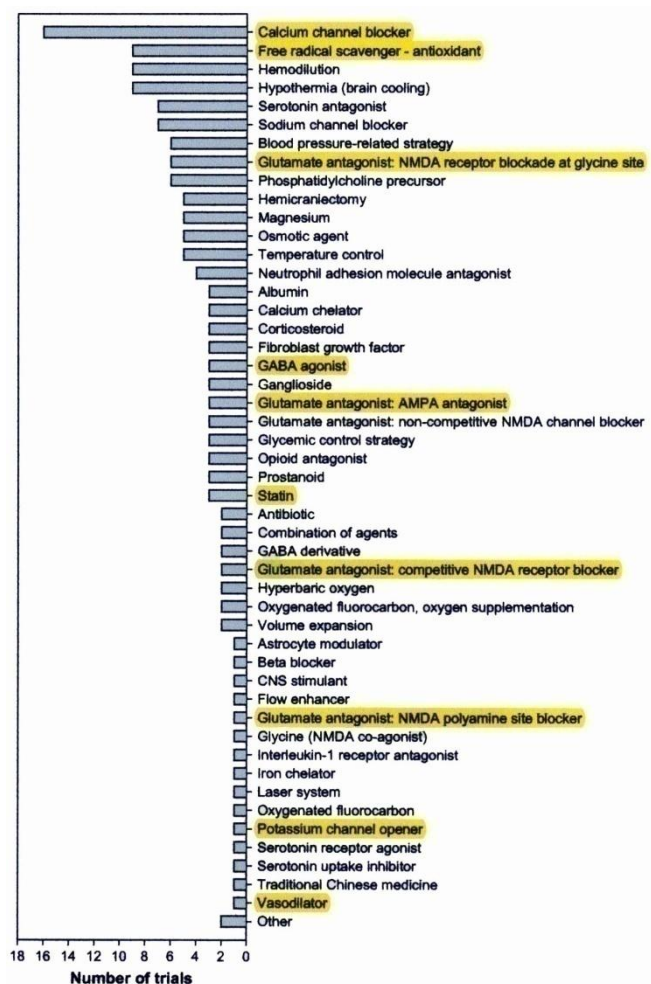 Calcium channel blocker
Free radical scavenger - antioxidant
Hemodilution
Hypothermia (brain cooling)
Serotonin antagonist
Sodium channel blocker
Blood pressure-related strategy
Glutamate antagonist: NMDA receptor blockade at glycine site
Phosphatidylcholine precursor
Hemicraniectomy
Magnesium
Osmotic agent
Temperature control
Neutrophil adhesion molecule antagonist
Albumin
Calcium chelator
Corticosteroid
Fibroblast growth factor
GABA agonist
Ganglioside
Glutamate antagonist: AMPA antagonist
Glutamate antagonist: non-competitive NMDA channel blocker
Glycemic control strategy
Opioid antagonist
Prostanoid
Statin
Antibiotic
Combination of agents
GABA derivative
Glutamate antagonist: competitive NMDA receptor blocker
Hyperbaric oxygen
Oxygenated fluorocarbon, oxygen supplementation
Volume expansion
Astrocyte modulator
Beta blocker
CNS stimulant
Flow enhancer
Glutamate antagonist: NMDA polyamine site blocker
Glycine (NMDA co-agonist)
Interleukin-1 receptor antagonist
Iron chelator
Laser system
Oxygenated fluorocarbon
Potassium channel opener
Serotonin receptor agonist
Serotonin uptake inhibitor
Traditional Chinese medicine
Vasodilator
Other
18 16 14 12 10 8 6 4 2 0
Number of trials